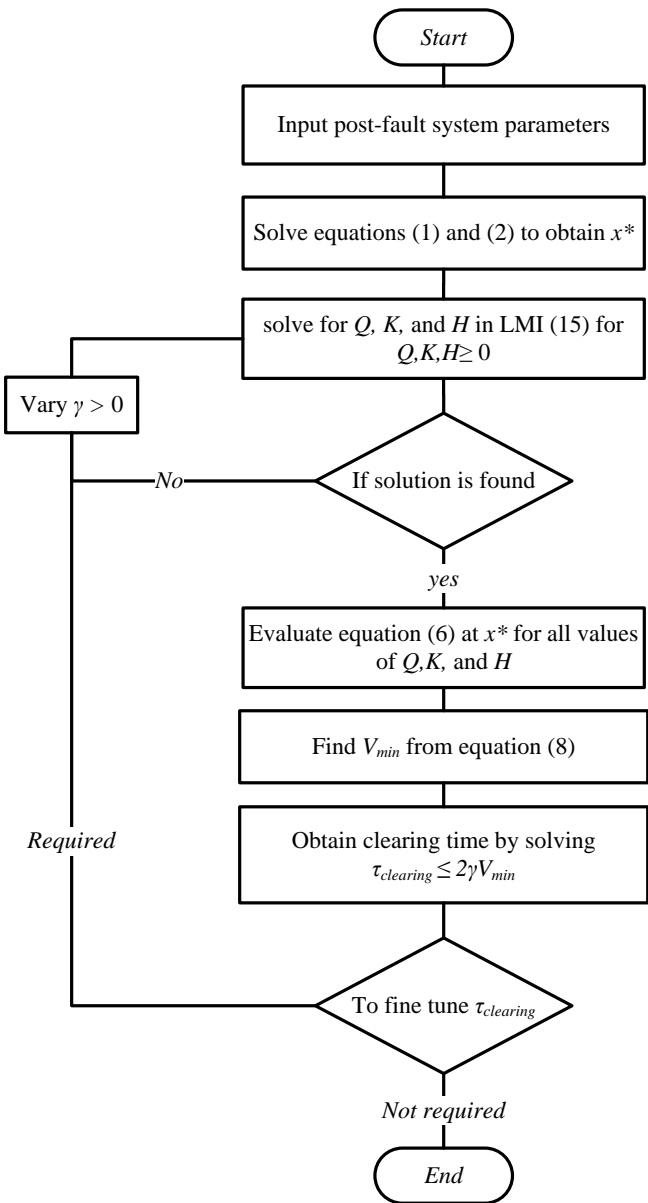 Start
Input post-fault system parameters
Solve equations (1) and (2) to obtain x*
solve for Q, K, and H in LMI (15) for
Q,K,H≥ 0
Vary γ > 0
If solution is found
No
yes
Evaluate equation (6) at x* for all values
of Q,K, and H
Find Vmin from equation (8)
Required
Obtain clearing time by solving
τclearing ≤ 2γVmin
To fine tune τclearing
Not required
End